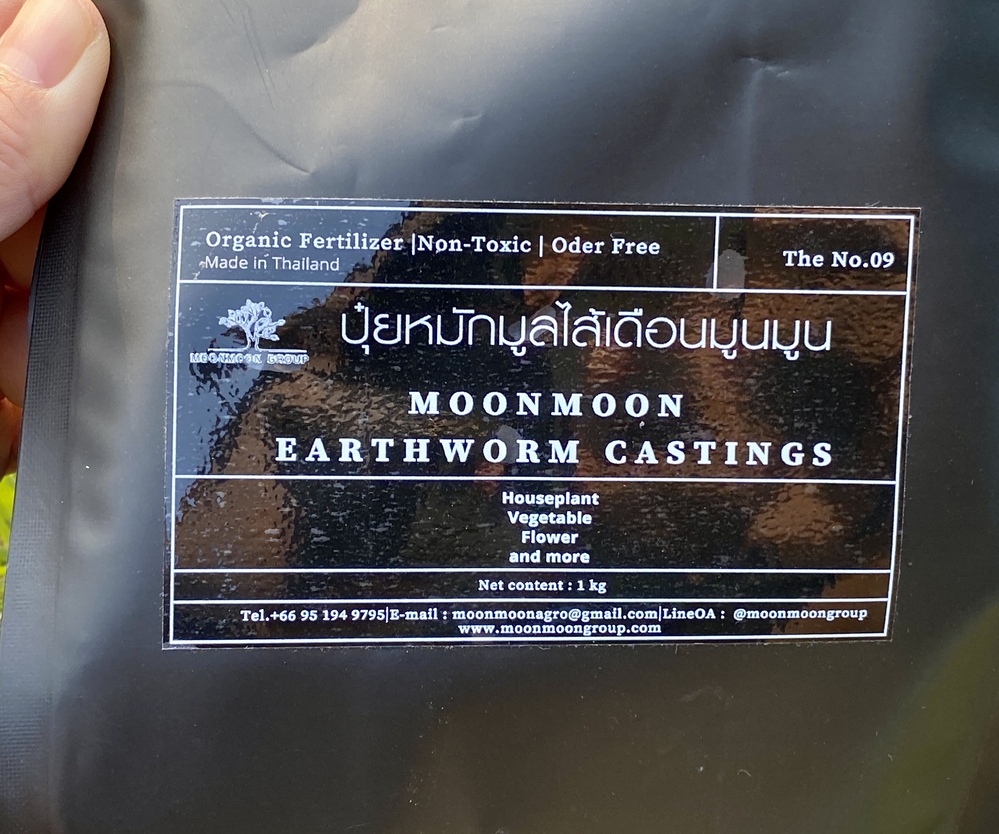 Organic Fertilizer |Non-Toxic | Oder Free
Made in Thailand
The No.09
MOONMOON GROUP
ปุ๋ยหมักมูลไส้เดือนมูนมูน
MOONMOON
EARTHWORM CASTINGS
Houseplant
Vegetable
Flower
and more
Net content : 1 kg
Tel.+66 95 194 9795|E-mail : moonmoonagro@gmail.com|LineOA : @moonmoongroup
www.moonmoongroup.com